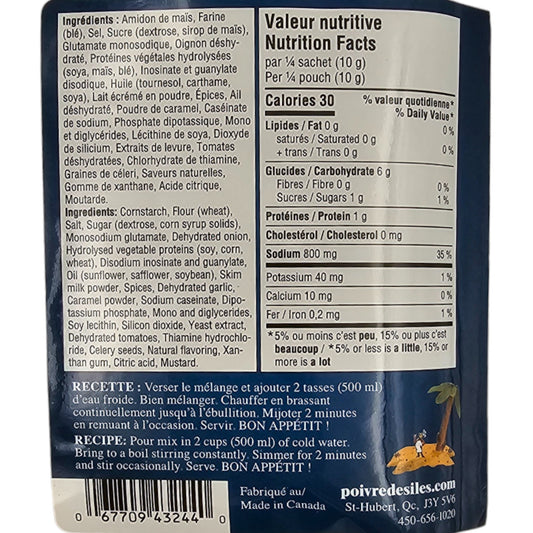 Ingrédients : Amidon de maïs, Farine
(blé), Sel, Sucre (dextrose, sirop de maïs),
Glutamate monosodique, Oignon déshy-
draté, Protéines végétales hydrolysées
(soya, maïs, blé), Inosinate et guanylate
disodique, Huile (tournesol, carthame,
soya), Lait écrémé en poudre, Épices, Ail
déshydraté, Poudre de caramel, Caséinate
de sodium, Phosphate dipotassique, Mono
et diglycérides, Lécithine de soya, Dioxyde
de silicium, Extraits de levure, Tomates
déshydratées, Chlorhydrate de thiamine,
Graines de céleri, Saveurs naturelles,
Gomme de xanthane, Acide citrique,
Moutarde.
Ingredients: Cornstarch, Flour (wheat),
Salt, Sugar (dextrose, corn syrup solids),
Monosodium glutamate, Dehydrated onion,
Hydrolysed vegetable proteins (soy, corn,
wheat), Disodium inosinate and guanylate,
Oil (sunflower, safflower, soybean), Skim
milk powder, Spices, Dehydrated garlic,
Caramel powder, Sodium caseinate, Dipo-
tassium phosphate, Mono and diglycerides,
Soy lecithin, Silicon dioxide, Yeast extract,
Dehydrated tomatoes, Thiamine hydrochlo-
ride, Celery seeds, Natural flavoring, Xan-
than gum, Citric acid, Mustard.
Valeur nutritive
Nutrition Facts
par ¼ sachet (10 g)
Per ¼ pouch (10 g)
Calories 30
% valeur quotidienne*
% Daily Value*
Lipides / Fat 0 g 0 %
saturés / Saturated 0 g
+ trans / Trans 0 g 0 %
Glucides / Carbohydrate 6 g
Fibres / Fibre 0 g 0 %
Sucres / Sugars 1 g 1 %
Protéines / Protein 1 g
Cholestérol / Cholesterol 0 mg
Sodium 800 mg 35 %
Potassium 40 mg 1 %
Calcium 10 mg 0 %
Fer / Iron 0,2 mg 1 %
*5% ou moins c'est peu, 15% ou plus c'est
beaucoup / *5% or less is a little, 15% or
more is a lot
RECETTE : Verser le mélange et ajouter 2 tasses (500 ml)
d'eau froide. Bien mélanger. Chauffer en brassant
continuellement jusqu'à l'ébullition. Mijoter 2 minutes
en remuant à l'occasion. Servir. BON APPÉTIT !
RECIPE: Pour mix in 2 cups (500 ml) of cold water.
Bring to a boil stirring constantly. Simmer for 2 minutes
and stir occasionally. Serve. BON APPÉTIT !
0 67709 43244 0
Fabriqué au/
Made in Canada
poivredesiles.com
St-Hubert, Qc, J3Y 5V6
450-656-1020